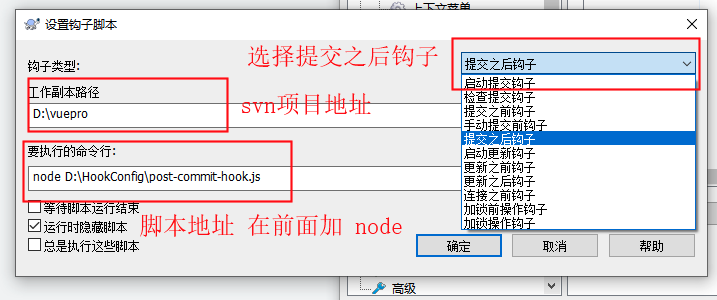 上下文菜单
设置钩子脚本
钩子类型:
选择提交之后钩子
提交之后钩子
启动提交钩子
检查提交钩子
提交之前钩子
手动提交前钩子
提交之后钩子
启动更新钩子
更新之前钩子
更新之后钩子
连接之前钩子
加锁前操作钩子
加锁操作钩子
工作副本路径
D:\vuepro
svn项目地址
要执行的命令行:
node D:\HookConfig\post-commit-hook.js
等待脚本运行结束
运行时隐藏脚本
总是执行这些脚本
脚本地址 在前面加 node
确定
取消
帮助
高级